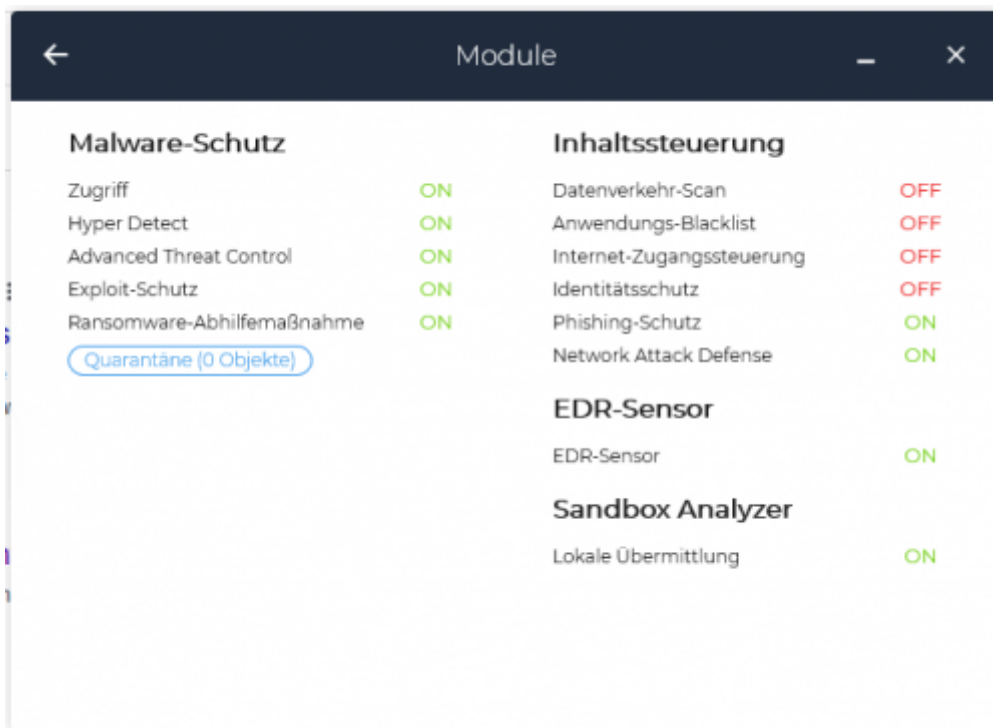 Module
Malware-Schutz
Zugriff ON
Hyper Detect ON
Advanced Threat Control ON
Exploit-Schutz ON
Ransomware-Abhilfemaßnahme ON
Quarantäne (0 Objekte)
Inhaltssteuerung
Datenverkehr-Scan OFF
Anwendungs-Blacklist OFF
Internet-Zugangssteuerung OFF
Identitätsschutz OFF
Phishing-Schutz ON
Network Attack Defense ON
EDR-Sensor
EDR-Sensor ON
Sandbox Analyzer
Lokale Übermittlung ON